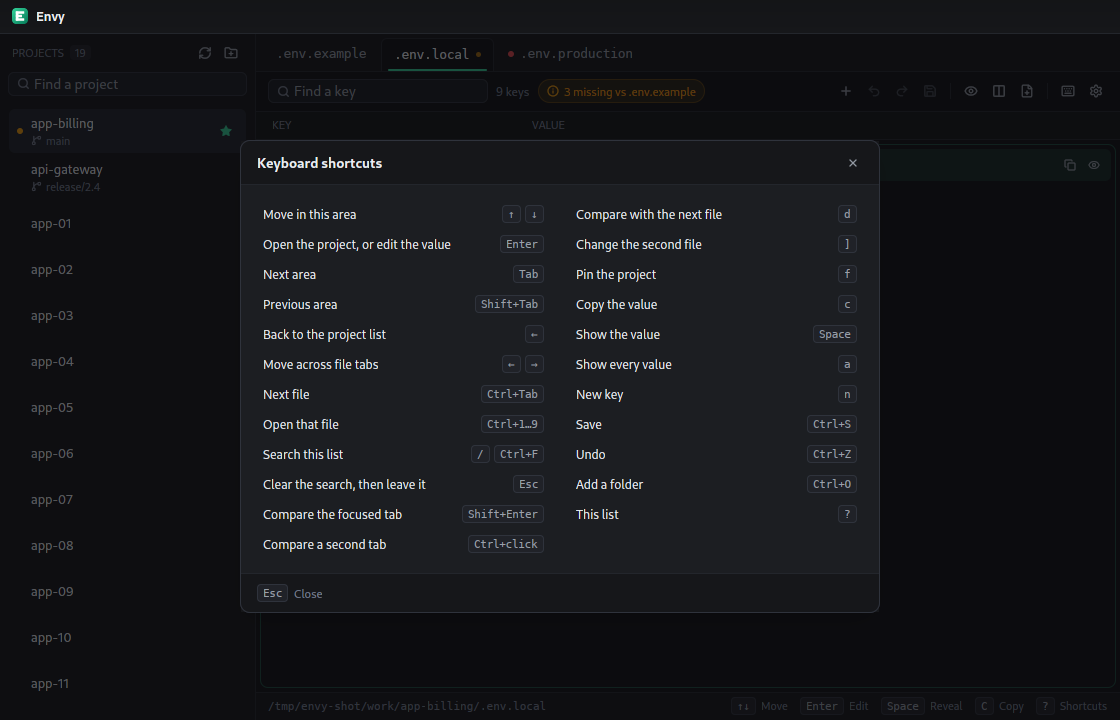 Envy
PROJECTS 19
Find a project
app-billing
main
api-gateway
release/2.4
app-01
app-02
app-03
app-04
app-05
app-06
app-07
app-08
app-09
app-10
app-11
.env.example
.env.local
.env.production
Find a key
9 keys
3 missing vs .env.example
KEY VALUE
Keyboard shortcuts
Move in this area ↑ ↓
Open the project, or edit the value Enter
Next area Tab
Previous area Shift+Tab
Back to the project list ←
Move across file tabs ← →
Next file Ctrl+Tab
Open that file Ctrl+1…9
Search this list / Ctrl+F
Clear the search, then leave it Esc
Compare the focused tab Shift+Enter
Compare a second tab Ctrl+click
Compare with the next file d
Change the second file ]
Pin the project f
Copy the value c
Show the value Space
Show every value a
New key n
Save Ctrl+S
Undo Ctrl+Z
Add a folder Ctrl+O
This list ?
Esc Close
/tmp/envy-shot/work/app-billing/.env.local
↑↓ Move Enter Edit Space Reveal C Copy ? Shortcuts